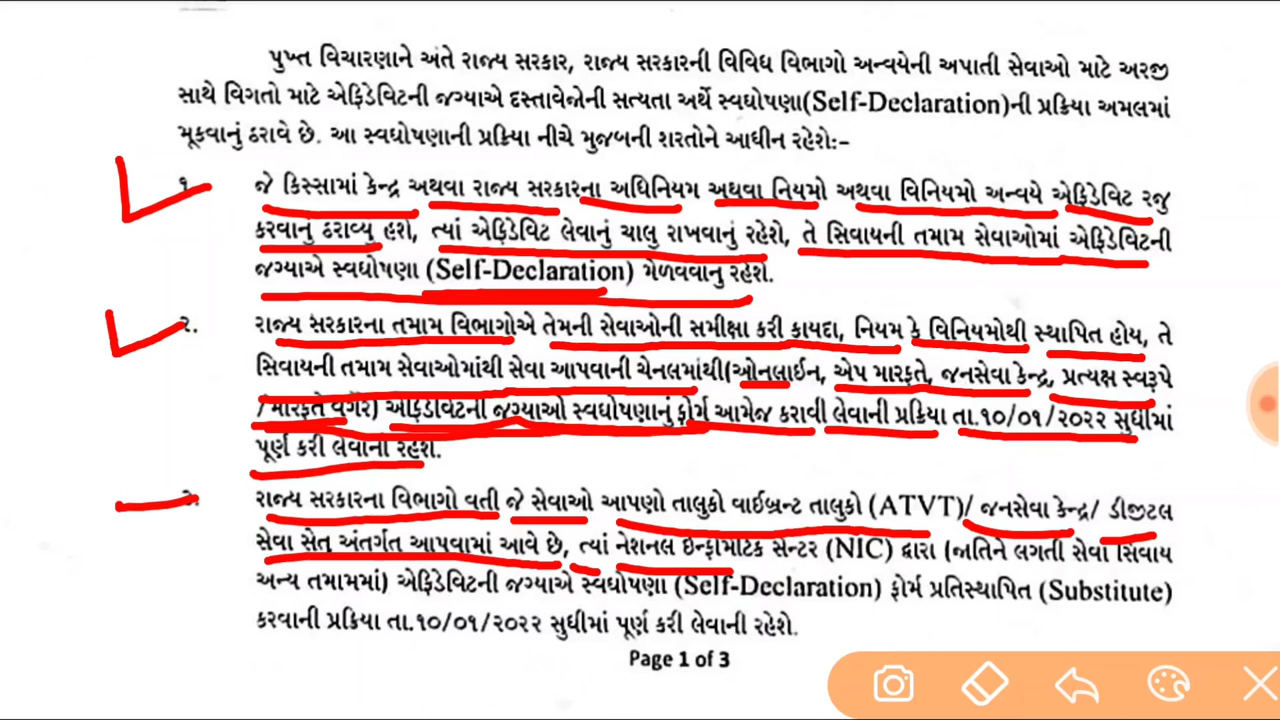 પુખ્ત વિચારણાને અંતે રાજ્ય સરકાર, રાજ્ય સરકારની વિવિધ વિભાગો અન્વયેની અપાતી સેવાઓ માટે અરજી
સાથે વિગતો માટે એફિડેવિટની જગ્યાએ દસ્તાવેજોની સત્યતા અર્થે સ્વઘોષણા(Self-Declaration)ની પ્રક્રિયા અમલમાં
મૂકવાનું ઠરાવે છે. આ સ્વઘોષણાની પ્રક્રિયા નીચે મુજબની શરતોને આધીન રહેશેઃ-
૧. જે કિસ્સામાં કેન્દ્ર અથવા રાજ્ય સરકારના અધિનિયમ અથવા નિયમો અથવા વિનિયમો અન્વયે એફિડેવિટ રજુ
કરવાનું ઠરાવ્યુ હશે, ત્યાં એફિડેવિટ લેવાનું ચાલુ રાખવાનું રહેશે, તે સિવાયની તમામ સેવાઓમાં એફિડેવિટની
જગ્યાએ સ્વઘોષણા (Self-Declaration) મેળવવાનુ રહેશે.
૨. રાજ્ય સરકારના તમામ વિભાગોએ તેમની સેવાઓની સમીક્ષા કરી કાયદા, નિયમ કે વિનિયમોથી સ્થાપિત હોય, તે
સિવાયની તમામ સેવાઓમાંથી સેવા આપવાની ચેનલમાંથી(ઓનલાઈન, એપ મારફતે, જનસેવા કેન્દ્ર, પ્રત્યક્ષ સ્વરૂપે
/મારફતે વગેરે) એફિડેવિટની જગ્યાઓ સ્વઘોષણાનું ફોર્મ આમેજ કરાવી લેવાની પ્રક્રિયા તા.૧૦/૦૧/૨૦૨૨ સુધીમાં
પૂર્ણ કરી લેવાની રહેશે.
૩. રાજ્ય સરકારના વિભાગો વતી જે સેવાઓ આપણો તાલુકો વાઈબ્રન્ટ તાલુકો (ATVT)/ જનસેવા કેન્દ્ર/ ડીજીટલ
સેવા સેતુ અંતર્ગત આપવામાં આવે છે, ત્યાં નેશનલ ઇન્ફોર્મેટિક સેન્ટર (NIC) દ્વારા (જાતિને લગતી સેવા સિવાય
અન્ય તમામમાં) એફિડેવિટની જગ્યાએ સ્વઘોષણા (Self-Declaration) ફોર્મ પ્રતિસ્થાપિત (Substitute)
કરવાની પ્રક્રિયા તા.૧૦/૦૧/૨૦૨૨ સુધીમાં પૂર્ણ કરી લેવાની રહેશે.
Page 1 of 3